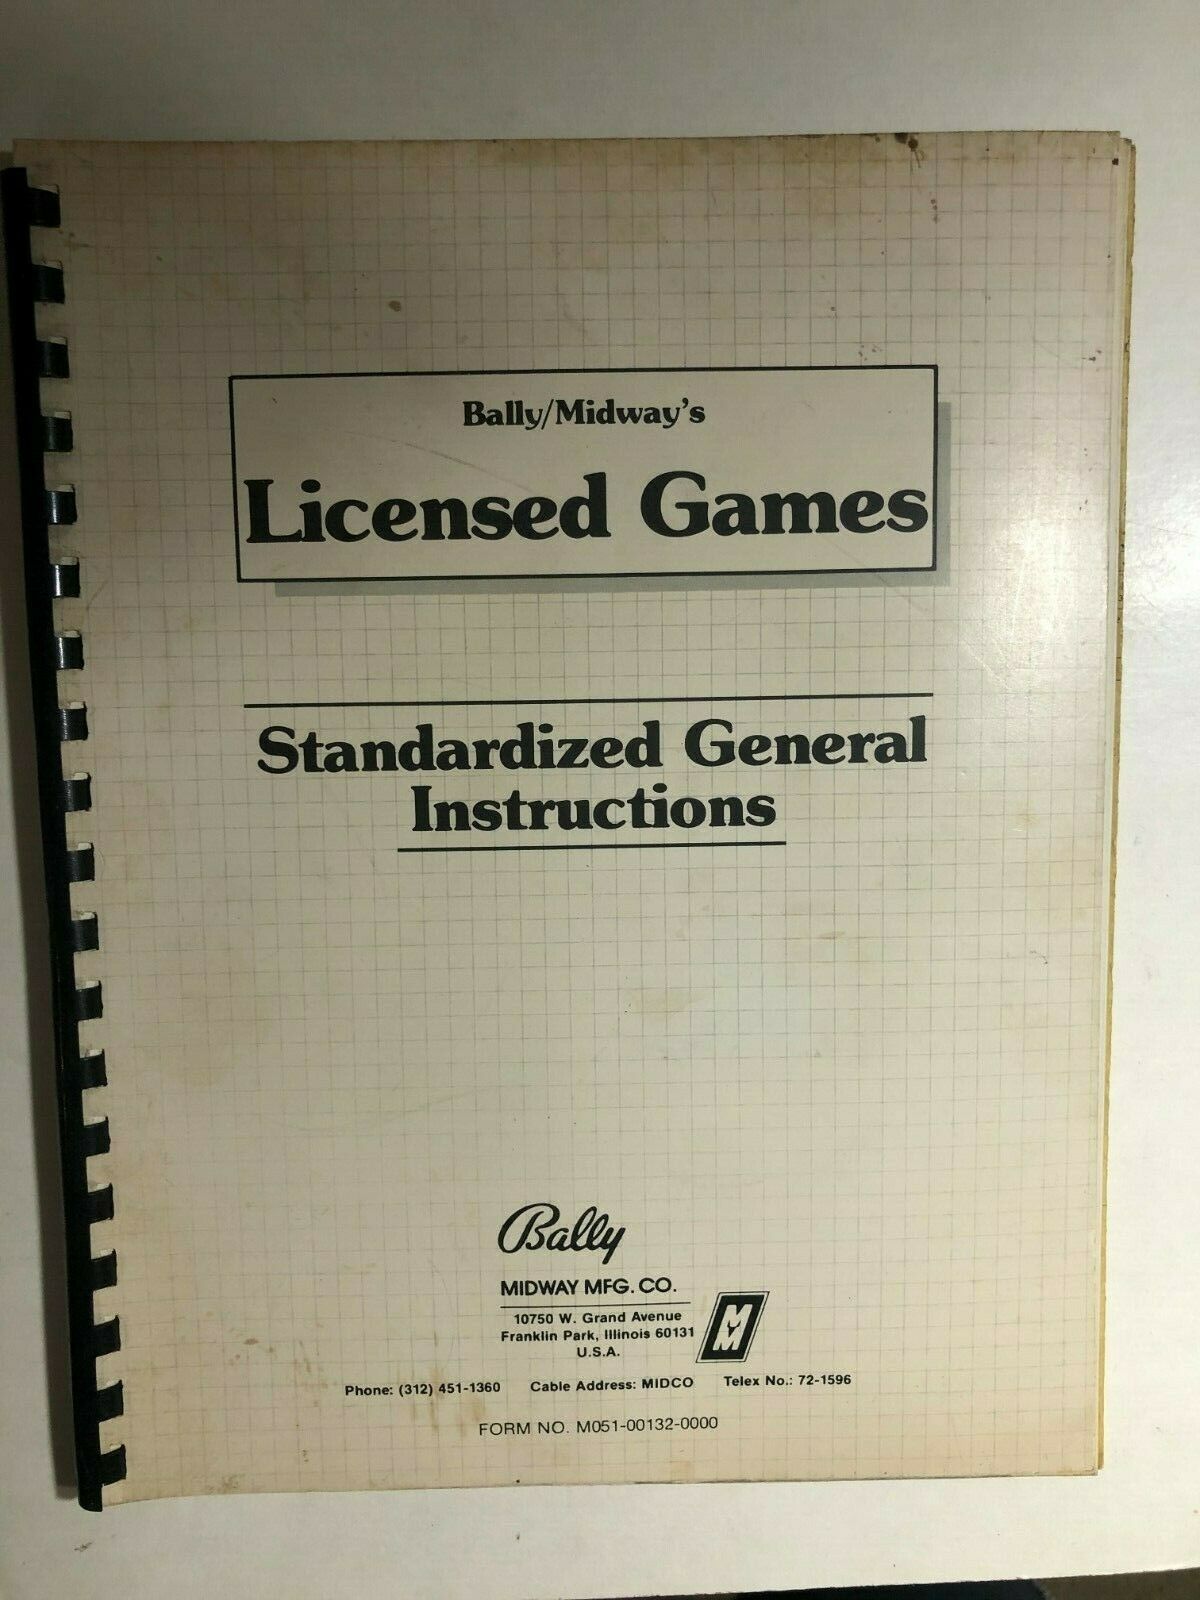 Bally/Midway's
Licensed Games
Standardized General
Instructions
Bally
MIDWAY MFG. CO.
10750 W. Grand Avenue
Franklin Park, Illinois 60131
U.S.A.
M
M
Phone: (312) 451-1360 Cable Address: MIDCO Telex No.: 72-1596
FORM NO. M051-00132-0000